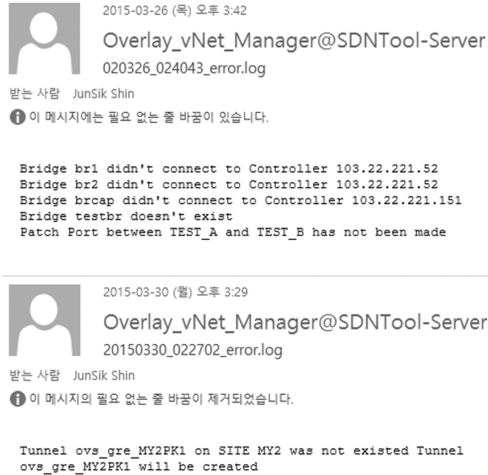 2015-03-26 (목) 오후 3:42
Overlay_vNet_Manager@SDNTool-Server
020326_024043_error.log
받는 사람 JunSik Shin
이 메시지에는 필요 없는 줄 바꿈이 있습니다.
Bridge br1 didn't connect to Controller 103.22.221.52
Bridge br2 didn't connect to Controller 103.22.221.52
Bridge brcap didn't connect to Controller 103.22.221.151
Bridge testbr doesn't exist
Patch Port between TEST_A and TEST_B has not been made
2015-03-30 (월) 오후 3:29
Overlay_vNet_Manager@SDNTool-Server
20150330_022702_error.log
받는 사람 JunSik Shin
이 메시지의 필요 없는 줄 바꿈이 제거되었습니다.
Tunnel ovs_gre_MY2PK1 on SITE MY2 was not existed Tunnel
ovs_gre_MY2PK1 will be created